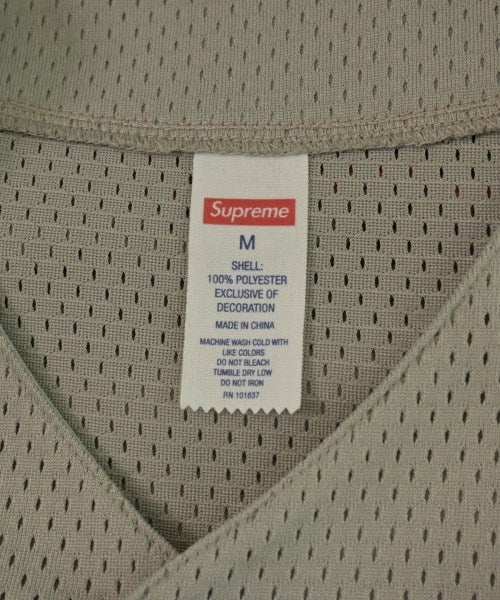 Supreme
M
SHELL:
100% POLYESTER
EXCLUSIVE OF
DECORATION
MADE IN CHINA
MACHINE WASH COLD WITH
LIKE COLORS
DO NOT BLEACH
TUMBLE DRY LOW
DO NOT IRON
RN 101837